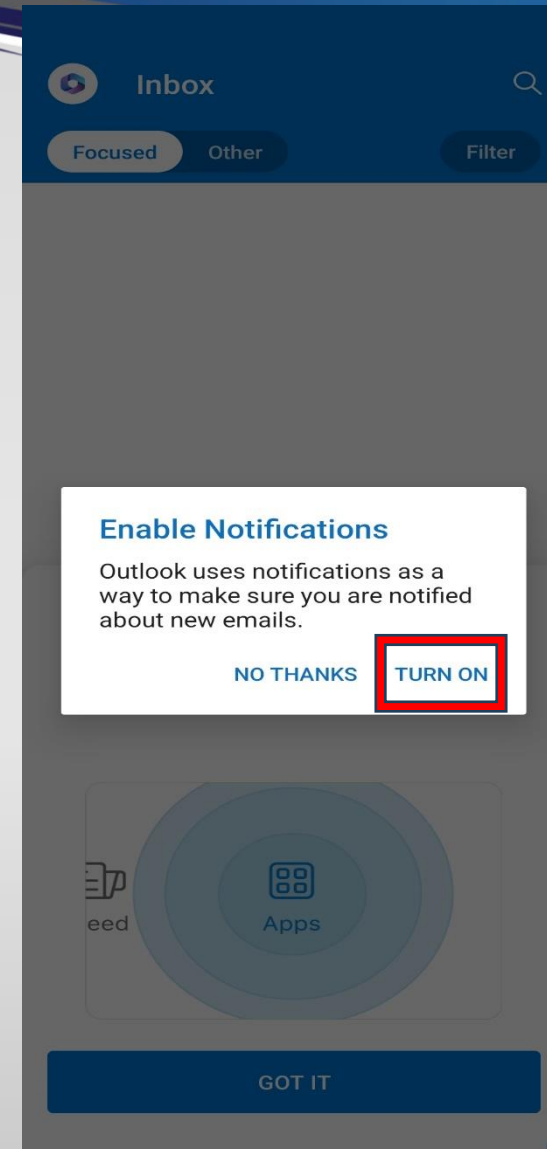 Inbox
Focused Other Filter
Enable Notifications
Outlook uses notifications as a
way to make sure you are notified
about new emails.
NO THANKS TURN ON
eed Apps
GOT IT